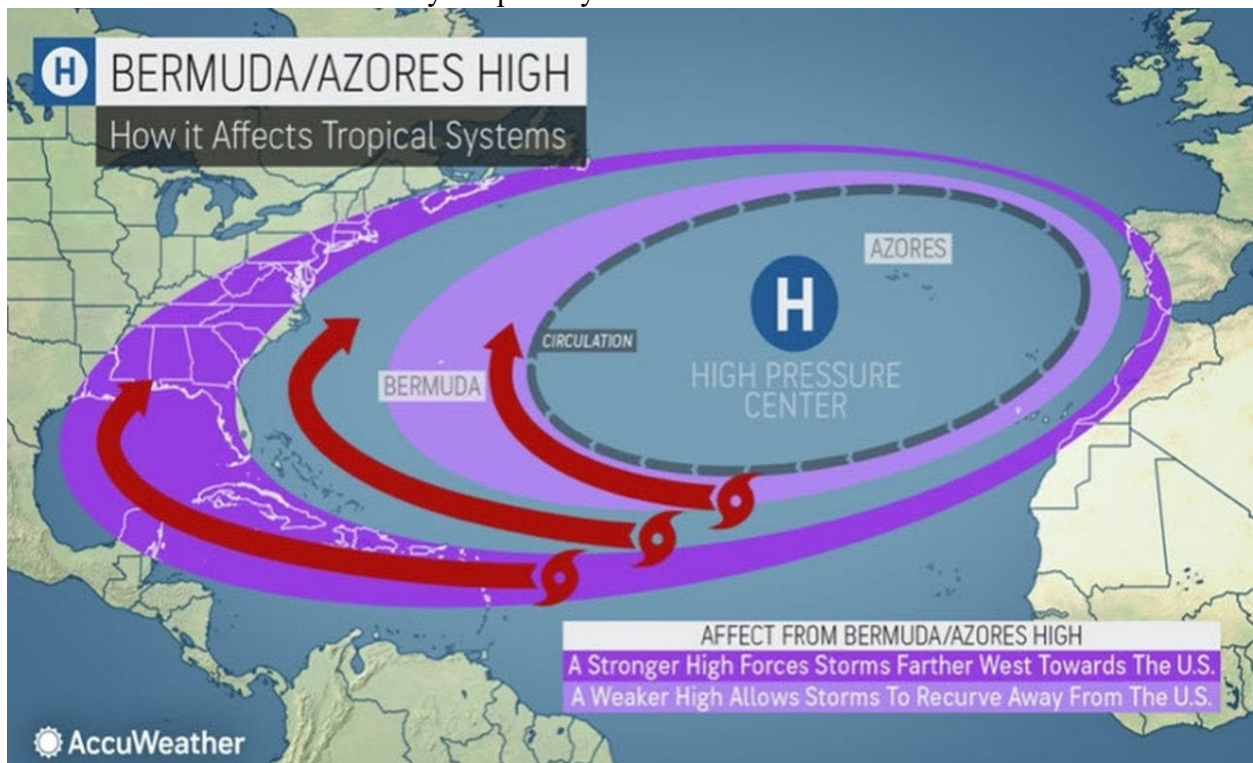 H BERMUDA/AZORES HIGH
How it Affects Tropical Systems
AZORES
H
CIRCULATION
HIGH PRESSURE
CENTER
BERMUDA
AFFECT FROM BERMUDA/AZORES HIGH
A Stronger High Forces Storms Farther West Towards The U.S.
A Weaker High Allows Storms To Recurve Away From The U.S.
AccuWeather